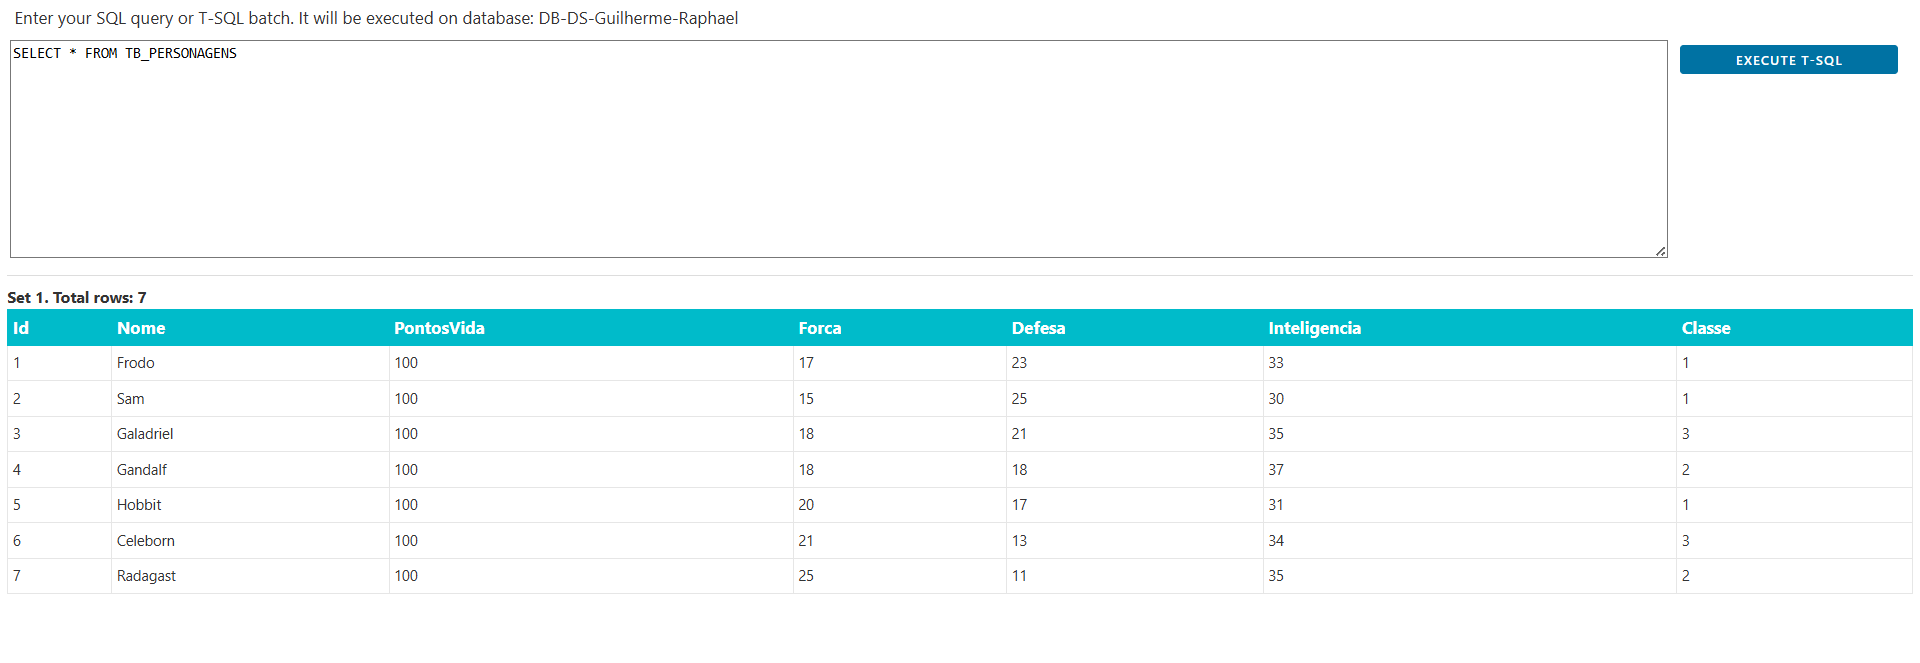 Enter your SQL query or T-SQL batch. It will be executed on database: DB-DS-Guilherme-Raphael
SELECT * FROM TB_PERSONAGENS
EXECUTE T-SQL
Set 1. Total rows: 7
Id Nome PontosVida Forca Defesa Inteligencia Classe
1 Frodo 100 17 23 33 1
2 Sam 100 15 25 30 1
3 Galadriel 100 18 21 35 3
4 Gandalf 100 18 18 37 2
5 Hobbit 100 20 17 31 1
6 Celeborn 100 21 13 34 3
7 Radagast 100 25 11 35 2